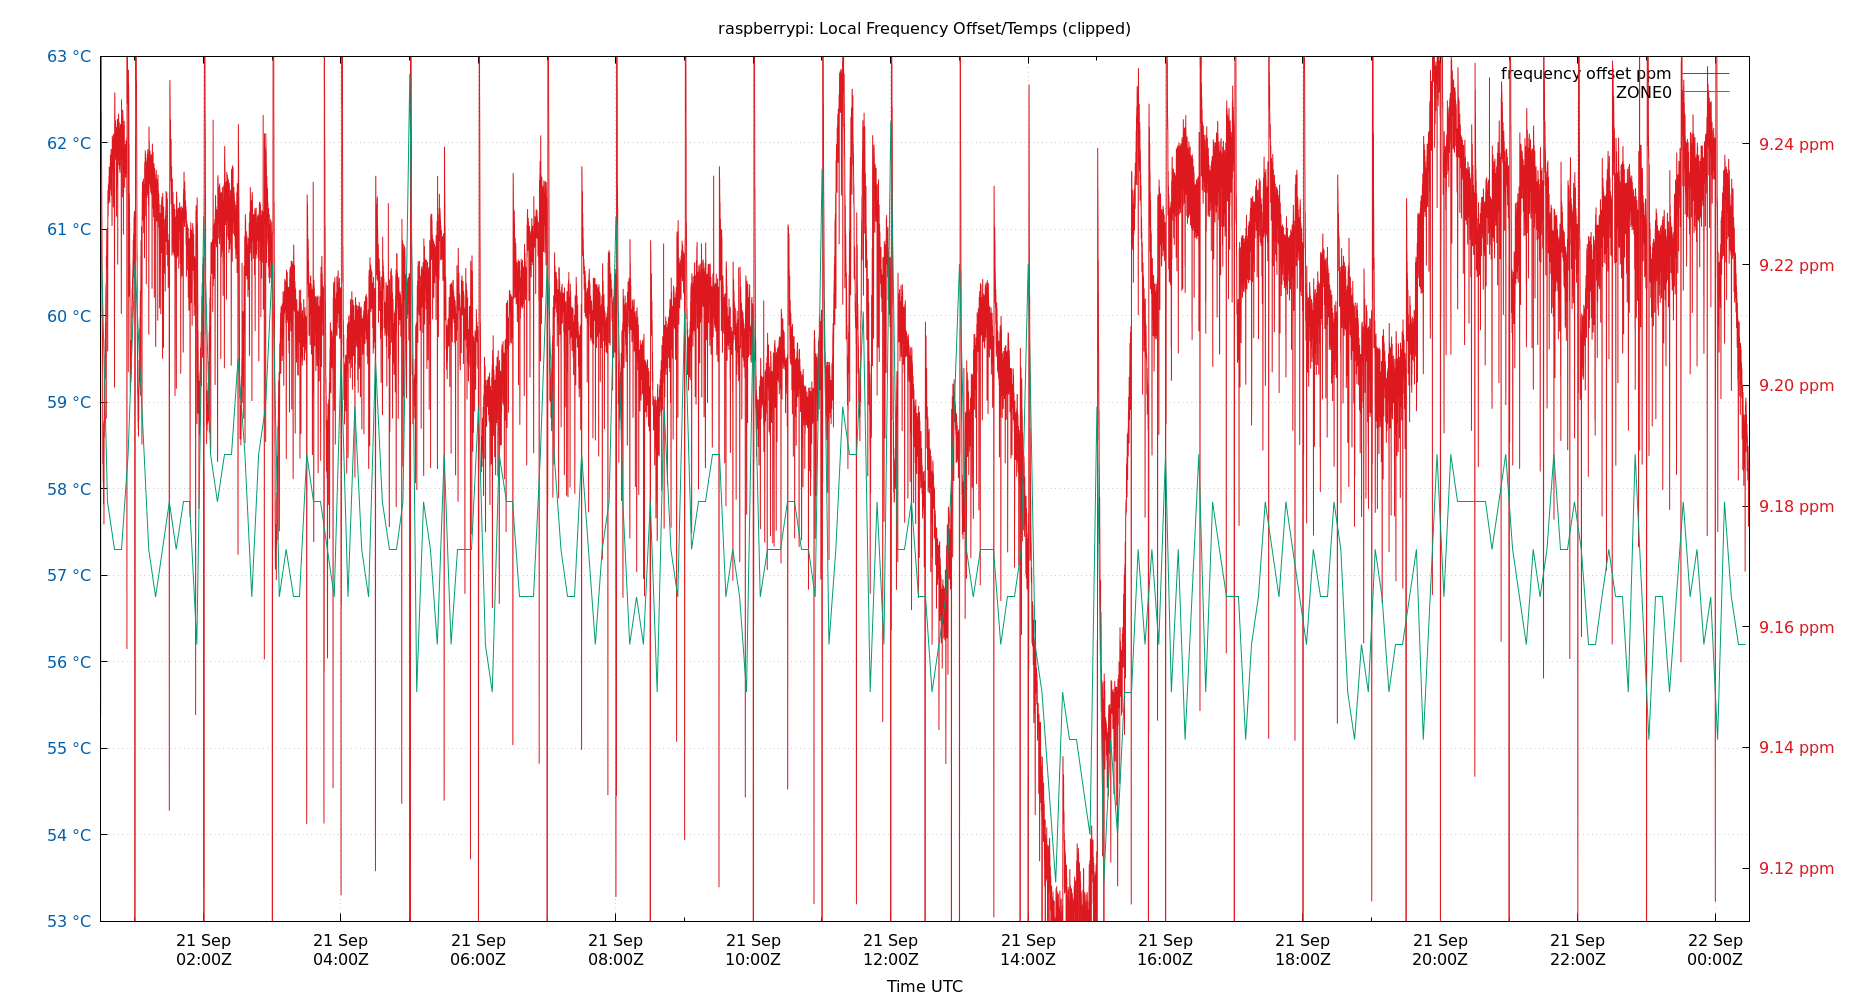 raspberrypi: Local Frequency Offset/Temps (clipped)
63 °C
62 °C
61 °C
60 °C
59 °C
58 °C
57 °C
56 °C
55 °C
54 °C
53 °C
frequency offset ppm
ZONE0
9.24 ppm
9.22 ppm
9.20 ppm
9.18 ppm
9.16 ppm
9.14 ppm
9.12 ppm
21 Sep
02:00Z
21 Sep
04:00Z
21 Sep
06:00Z
21 Sep
08:00Z
21 Sep
10:00Z
21 Sep
12:00Z
21 Sep
14:00Z
21 Sep
16:00Z
21 Sep
18:00Z
21 Sep
20:00Z
21 Sep
22:00Z
22 Sep
00:00Z
Time UTC